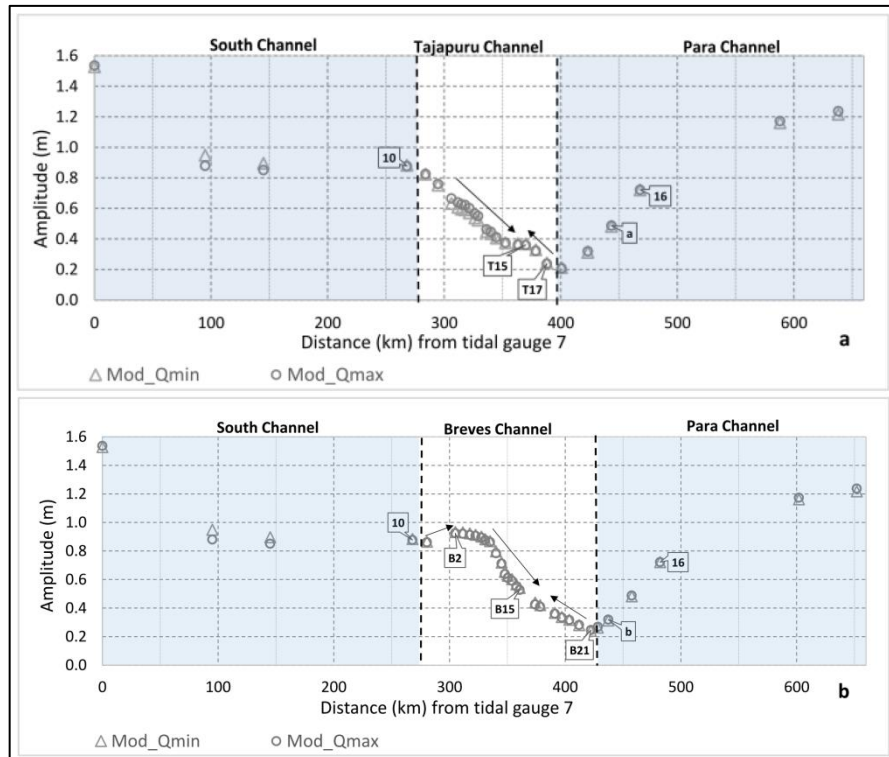 South Channel Tajapuru Channel Para Channel
Amplitude (m)
1.6
1.4
1.2
1.0
0.8
0.6
0.4
0.2
0.0
10
T15
T17
a
16
0 100 200 300 400 500 600
Distance (km) from tidal gauge 7
a
△ Mod_Qmin ○ Mod_Qmax
South Channel Breves Channel Para Channel
Amplitude (m)
1.6
1.4
1.2
1.0
0.8
0.6
0.4
0.2
0.0
10
B2
B15
B21
b
16
0 100 200 300 400 500 600
Distance (km) from tidal gauge 7
b
△ Mod_Qmin ○ Mod_Qmax